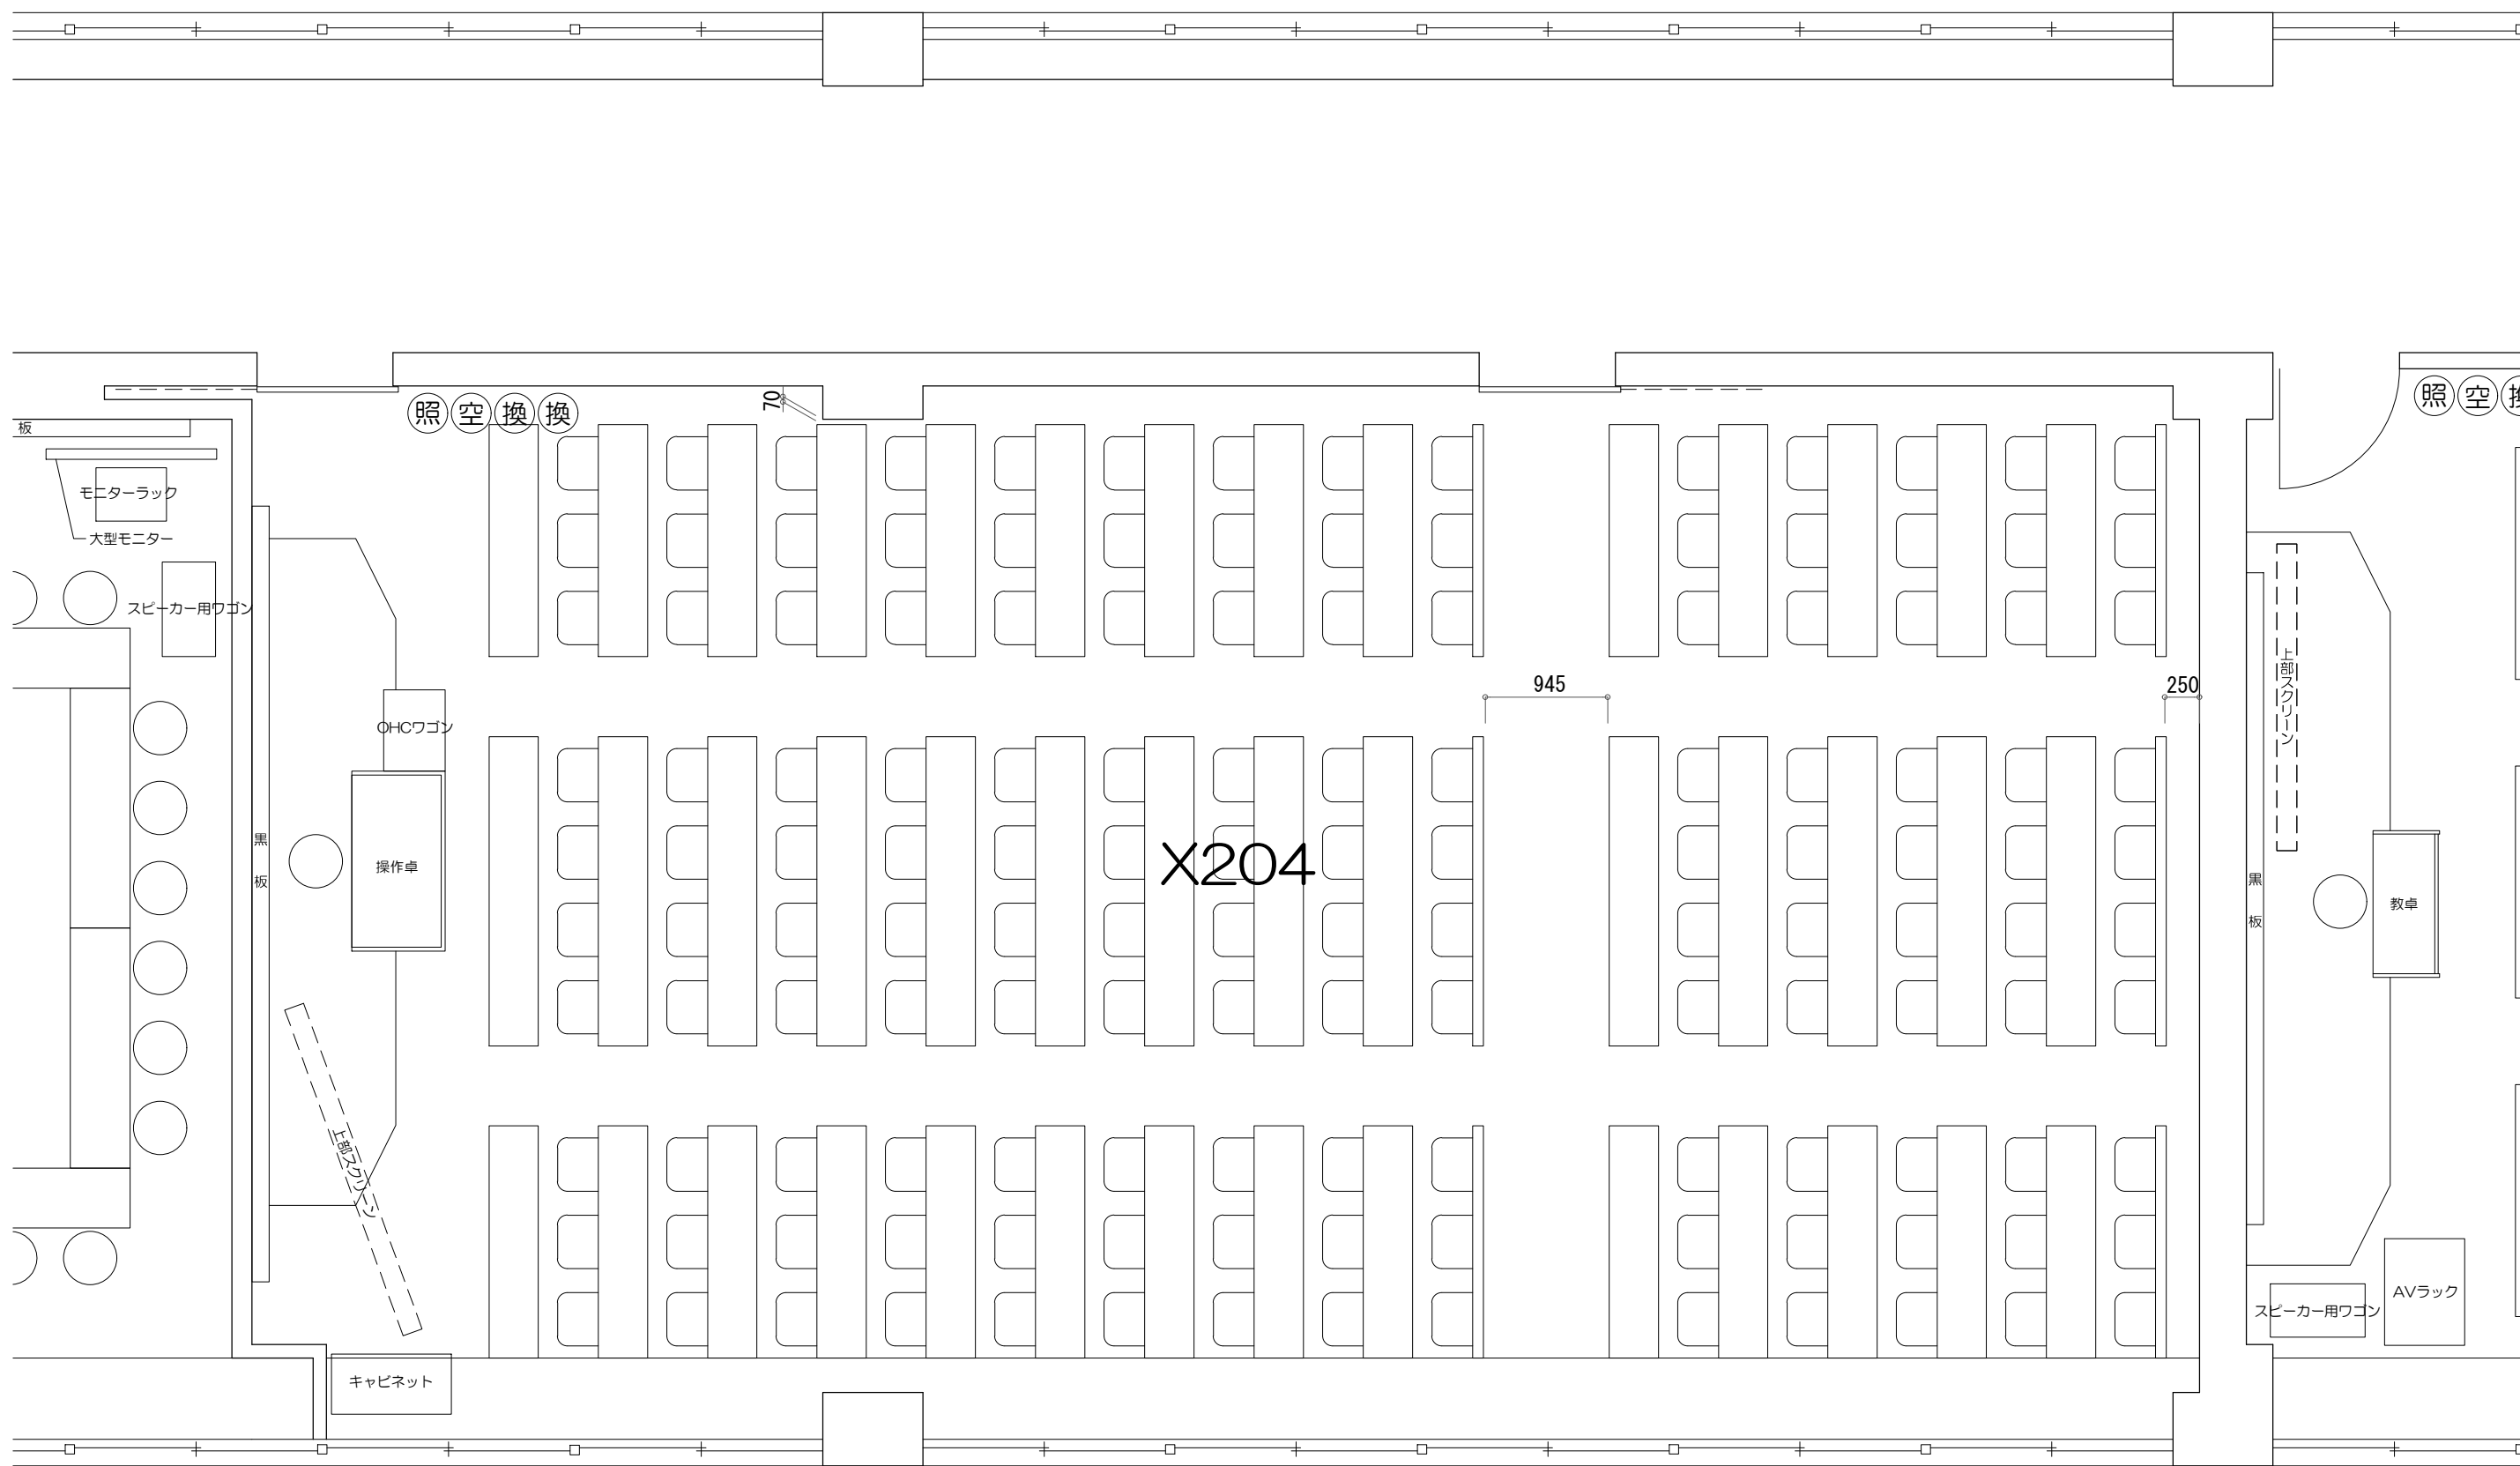 照 空 換 換
照 空 換
70
板
モニターラック
大型モニター
スピーカー用ワゴン
945
250
上部スクリーン
OHCワゴン
黒板
操作卓
X204
黒板
教卓
上部スクリーン
AVラック
スピーカー用ワゴン
キャビネット